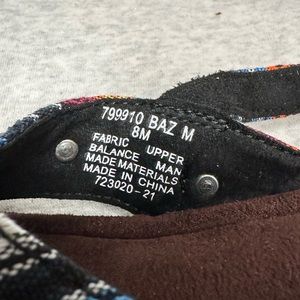 799910 BAZ M
8M
FABRIC UPPER
BALANCE MAN
MADE MATERIALS
MADE IN CHINA
723020-21